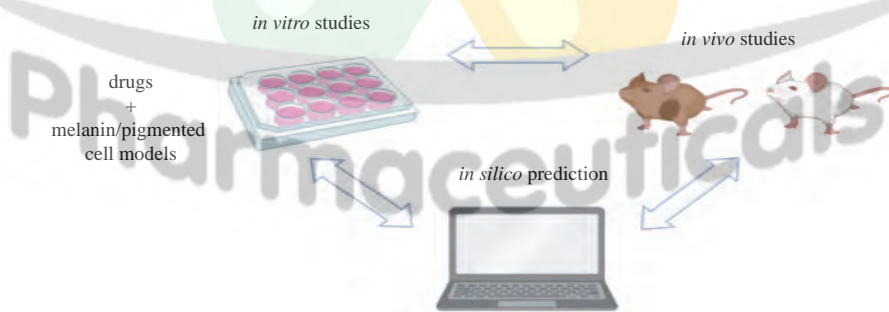 in vitro studies
in vivo studies
drugs
+
melanin/pigmented
cell models
in silico prediction
Pharmaceuticals